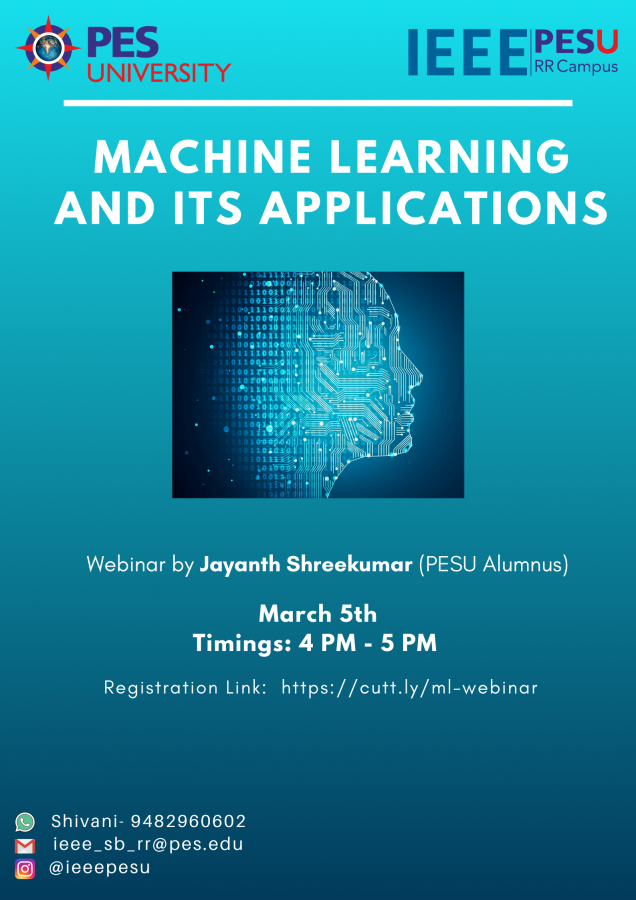 PES
UNIVERSITY
IEEE PESU
RR Campus
MACHINE LEARNING
AND ITS APPLICATIONS
Webinar by Jayanth Shreekumar (PESU Alumnus)
March 5th
Timings: 4 PM - 5 PM
Registration Link: https://cutt.ly/ml-webinar
Shivani- 9482960602
ieee_sb_rr@pes.edu
@ieeepesu